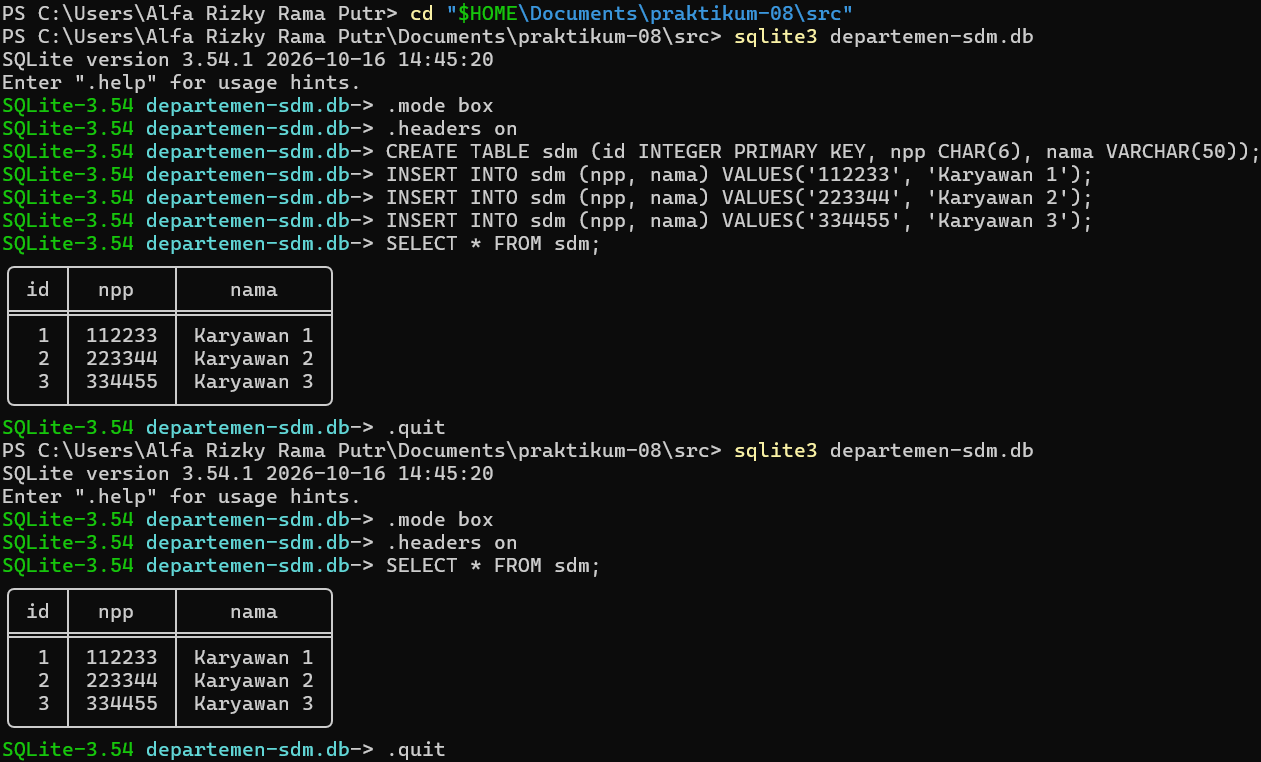 PS C:\Users\Alfa Rizky Rama Putr> cd "$HOME\Documents\praktikum-08\src"
PS C:\Users\Alfa Rizky Rama Putr\Documents\praktikum-08\src> sqlite3 departemen-sdm.db
SQLite version 3.54.1 2026-10-16 14:45:20
Enter ".help" for usage hints.
SQLite-3.54 departemen-sdm.db-> .mode box
SQLite-3.54 departemen-sdm.db-> .headers on
SQLite-3.54 departemen-sdm.db-> CREATE TABLE sdm (id INTEGER PRIMARY KEY, npp CHAR(6), nama VARCHAR(50));
SQLite-3.54 departemen-sdm.db-> INSERT INTO sdm (npp, nama) VALUES('112233', 'Karyawan 1');
SQLite-3.54 departemen-sdm.db-> INSERT INTO sdm (npp, nama) VALUES('223344', 'Karyawan 2');
SQLite-3.54 departemen-sdm.db-> INSERT INTO sdm (npp, nama) VALUES('334455', 'Karyawan 3');
SQLite-3.54 departemen-sdm.db-> SELECT * FROM sdm;
id npp nama
1 112233 Karyawan 1
2 223344 Karyawan 2
3 334455 Karyawan 3
SQLite-3.54 departemen-sdm.db-> .quit
PS C:\Users\Alfa Rizky Rama Putr\Documents\praktikum-08\src> sqlite3 departemen-sdm.db
SQLite version 3.54.1 2026-10-16 14:45:20
Enter ".help" for usage hints.
SQLite-3.54 departemen-sdm.db-> .mode box
SQLite-3.54 departemen-sdm.db-> .headers on
SQLite-3.54 departemen-sdm.db-> SELECT * FROM sdm;
id npp nama
1 112233 Karyawan 1
2 223344 Karyawan 2
3 334455 Karyawan 3
SQLite-3.54 departemen-sdm.db-> .quit